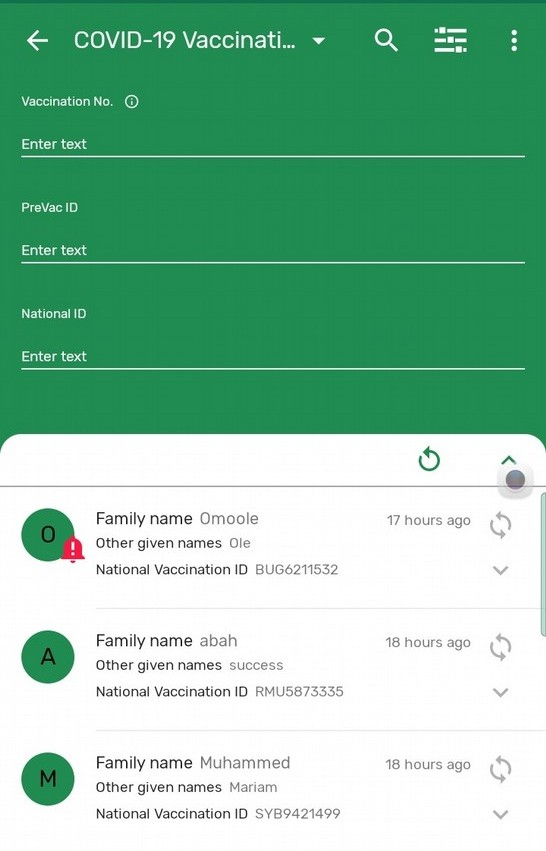 COVID-19 Vaccinati...
Vaccination No.
Enter text
PreVac ID
Enter text
National ID
Enter text
O
Family name Omoole
17 hours ago
Other given names Ole
National Vaccination ID BUG6211532
A
Family name abah
18 hours ago
Other given names success
National Vaccination ID RMU5873335
M
Family name Muhammed
18 hours ago
Other given names Mariam
National Vaccination ID SYB9421499